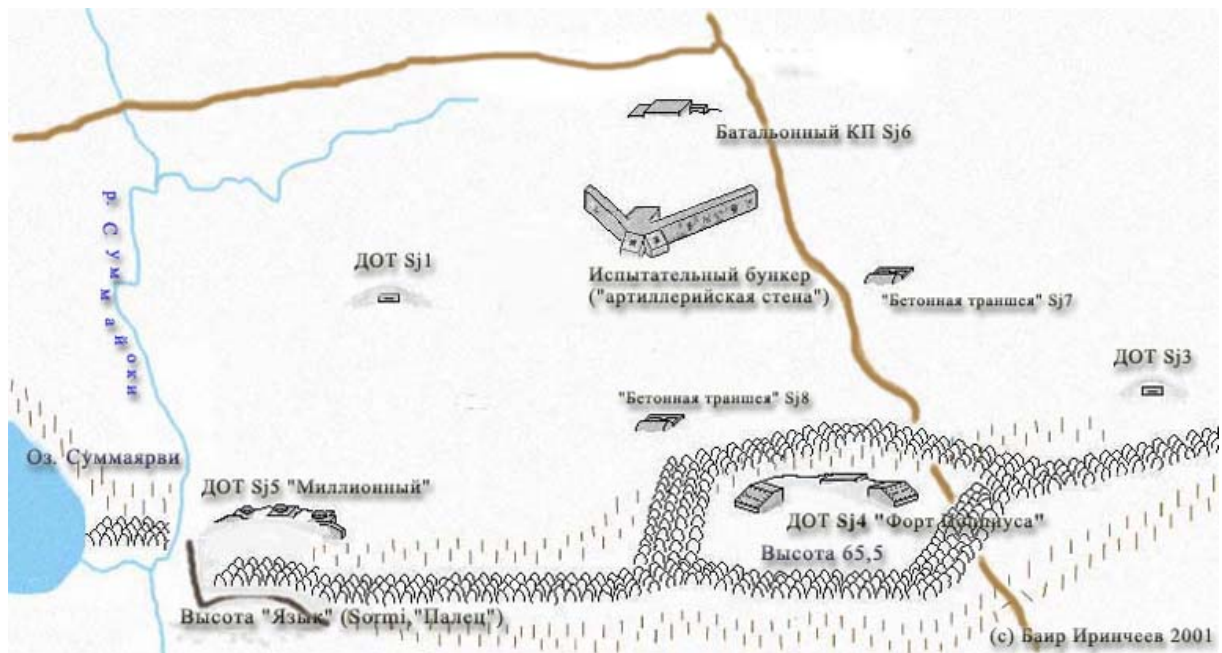 Батальонный КП Sj6
р. Суммайоки
ДОТ Sj1
Испытательный бункер
("артиллерийская стена")
"Бетонная траншея" Sj7
ДОТ Sj3
"Бетонная траншея" Sj8
Оз. Суммаярви
ДОТ Sj5 "Миллионный"
ДОТ Sj4 "Форт Поппиуса"
Высота 65,5
Высота "Язык" (Sormi,"Палец")
(с) Баир Иринчеев 2001